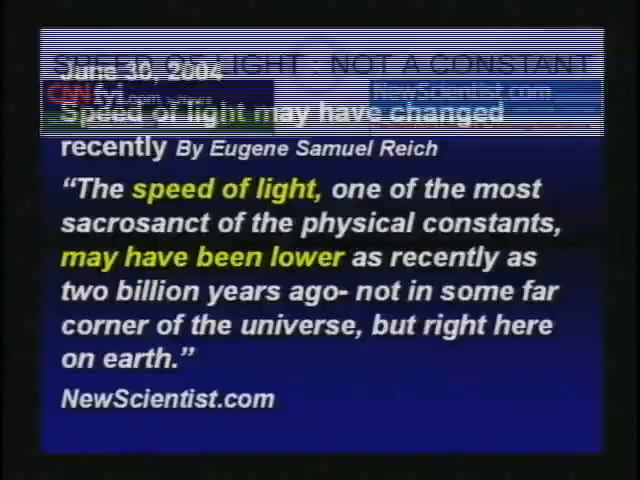 SPEED OF LIGHT : NOT A CONSTANT
June 30, 2004
CNN fyi.com
NewScientist.com
Speed of light may have changed
recently By Eugene Samuel Reich
“The speed of light, one of the most
sacrosanct of the physical constants,
may have been lower as recently as
two billion years ago- not in some far
corner of the universe, but right here
on earth.”
NewScientist.com